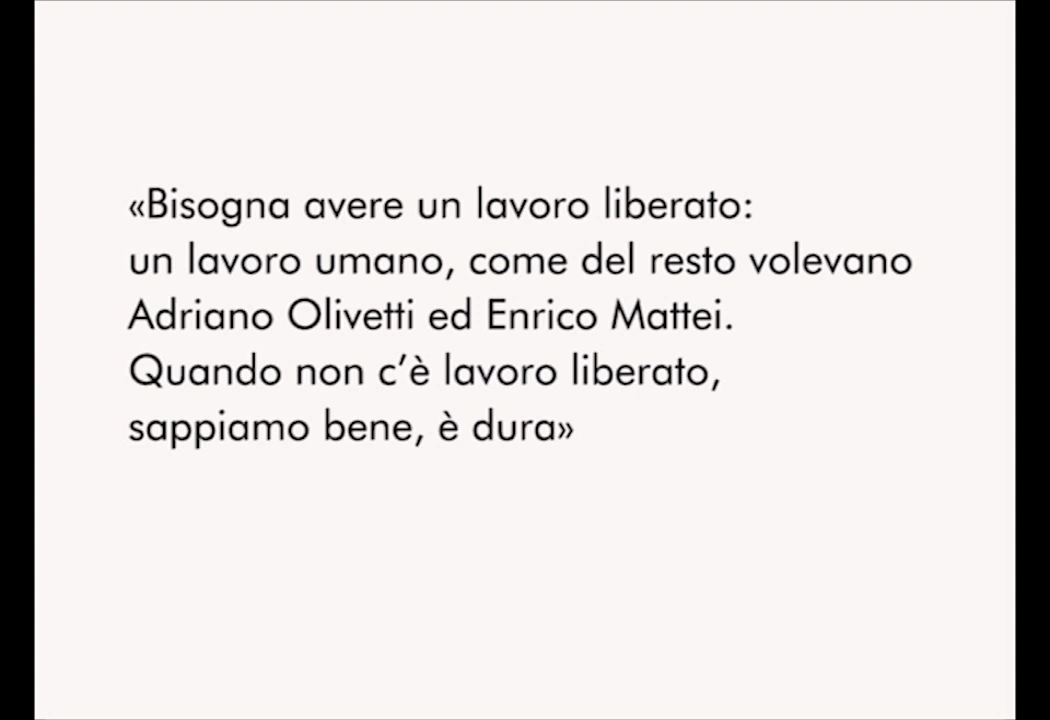 «Bisogna avere un lavoro liberato:
un lavoro umano, come del resto volevano
Adriano Olivetti ed Enrico Mattei.
Quando non c’è lavoro liberato,
sappiamo bene, è dura»